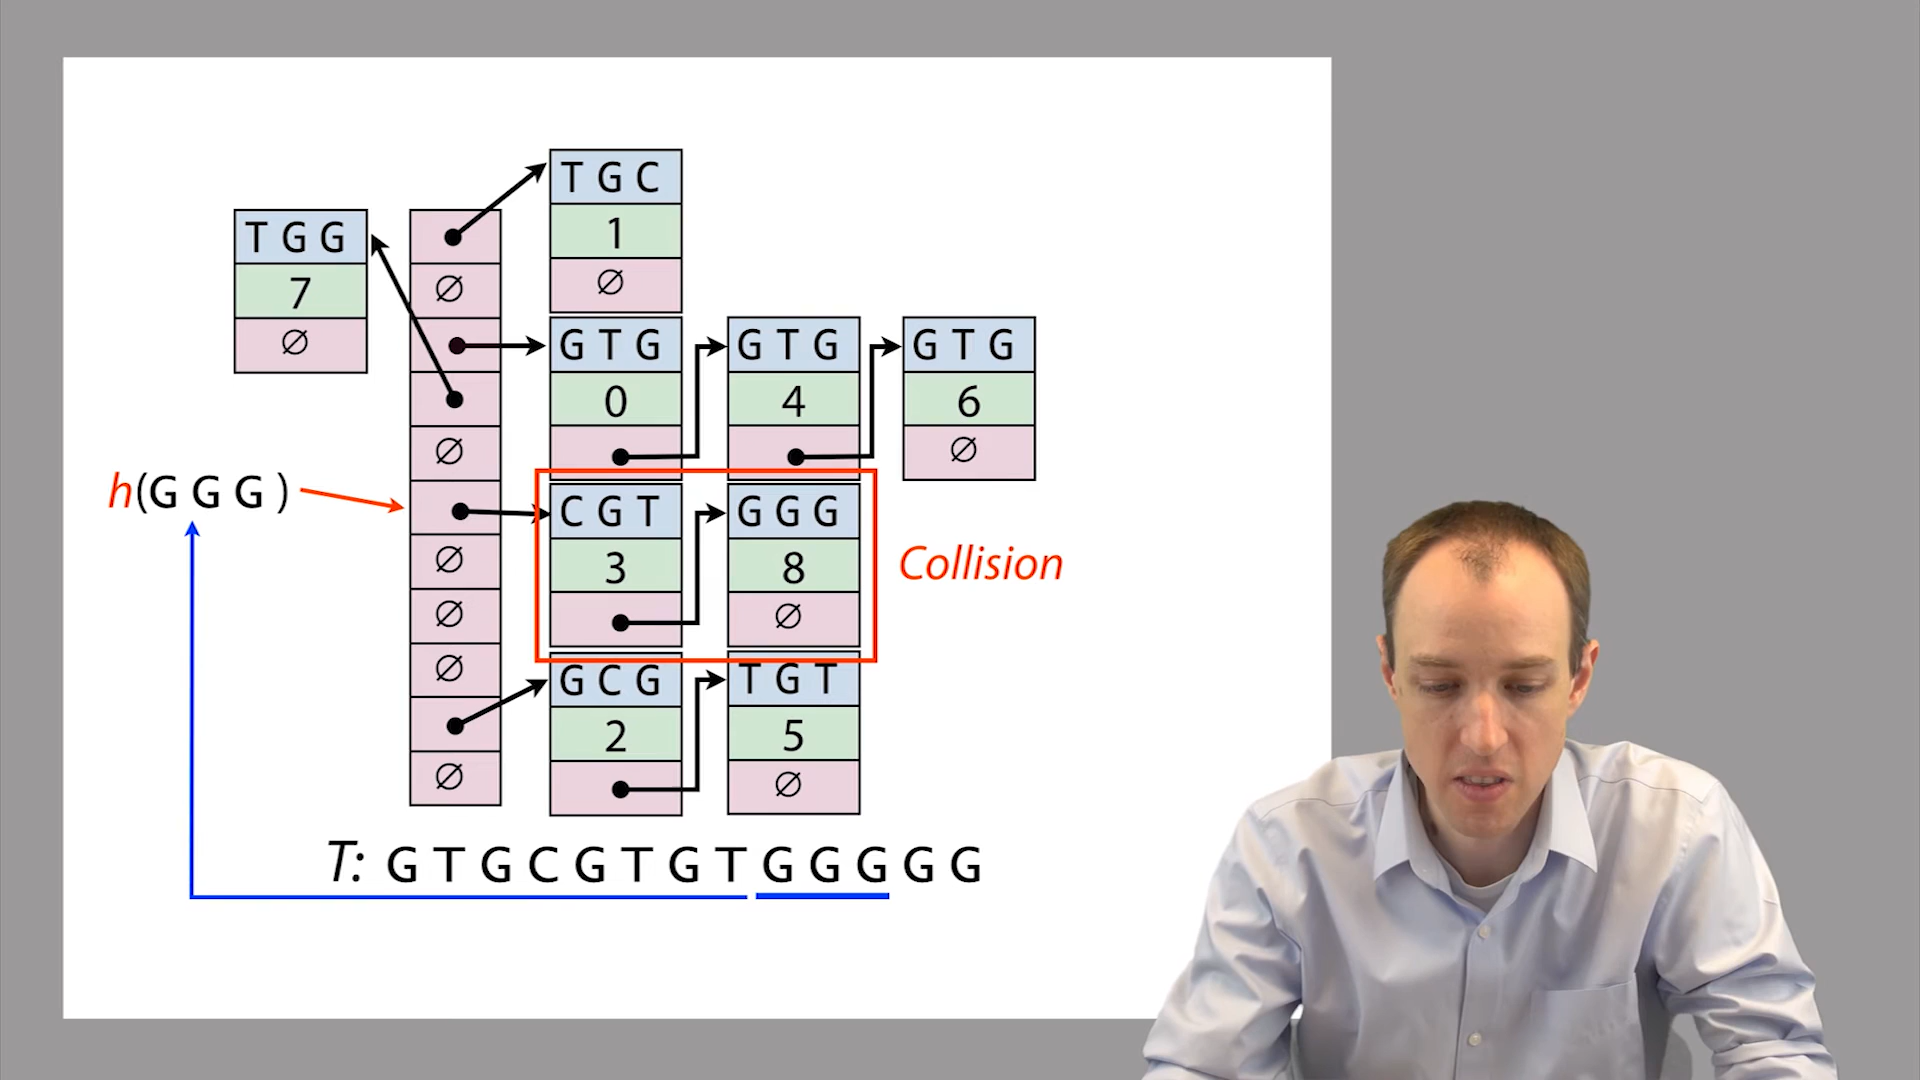 T G C
1
∅
T G G
7
∅
∅
G T G
0
G T G
4
G T G
6
∅
∅
h(G G G )
C G T
3
G G G
8
∅
Collision
∅
∅
∅
G C G
2
T G T
5
∅
∅
T: G T G C G T G T G G G G G